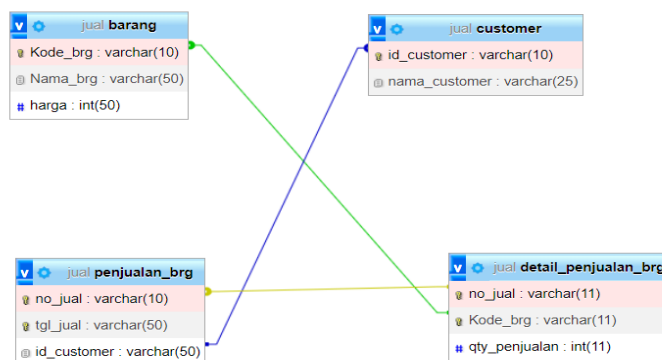 jual barang
Kode_brg : varchar(10)
Nama_brg : varchar(50)
# harga : int(50)
jual customer
id_customer : varchar(10)
nama_customer : varchar(25)
jual penjualan_brg
no_jual : varchar(10)
tgl_jual : varchar(50)
id_customer : varchar(50)
jual detail_penjualan_brg
no_jual : varchar(11)
Kode_brg : varchar(11)
# qty_penjualan : int(11)